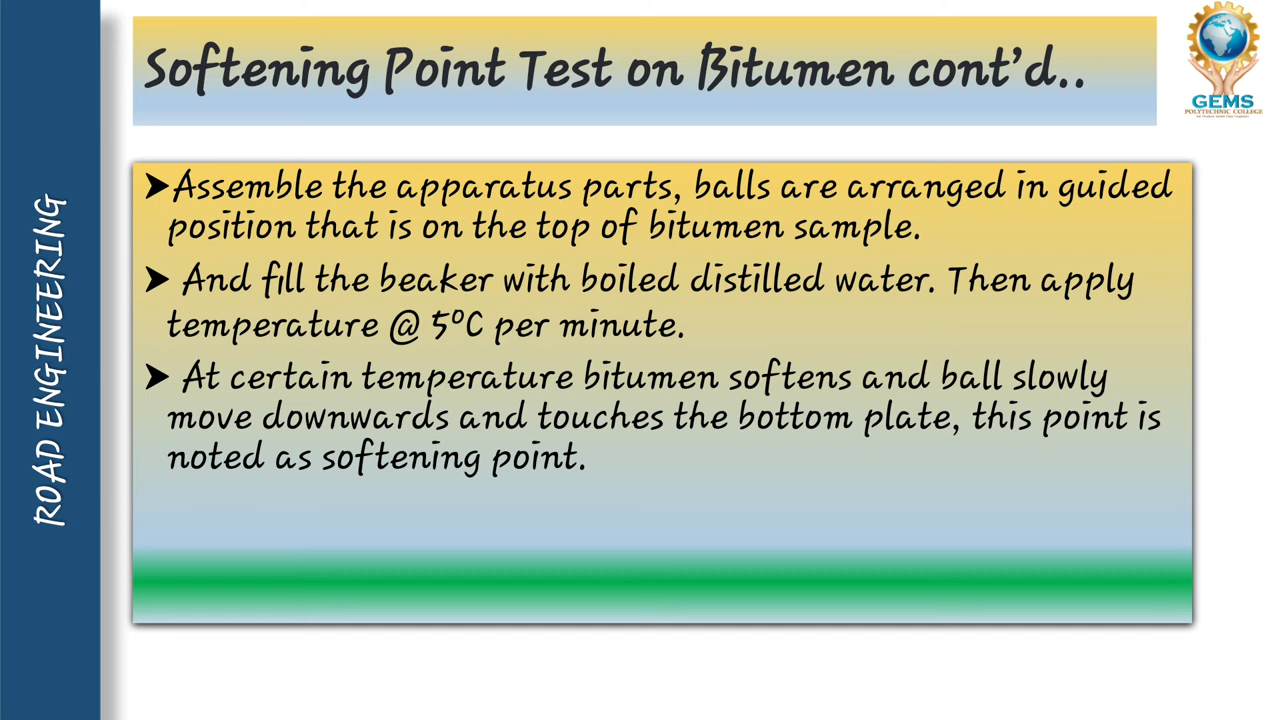 Softening Point Test on Bitumen cont'd..
GEMS
POLYTECHNIC COLLEGE
ROAD ENGINEERING
➤Assemble the apparatus parts, balls are arranged in guided
position that is on the top of bitumen sample.
➤ And fill the beaker with boiled distilled water. Then apply
temperature @ 5⁰C per minute.
➤ At certain temperature bitumen softens and ball slowly
move downwards and touches the bottom plate, this point is
noted as softening point.